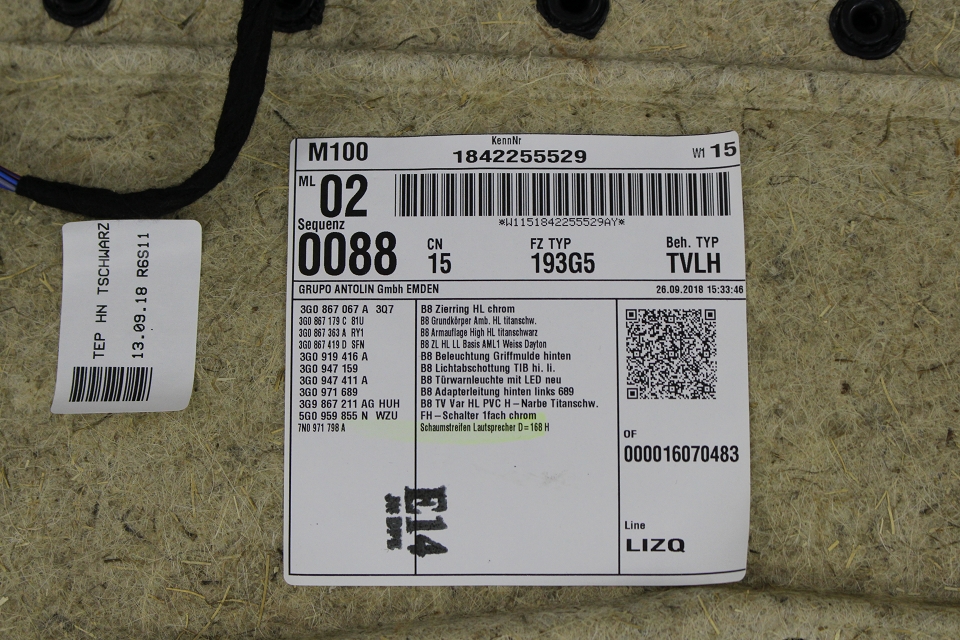 M100 KennNr 1842255529 W1 15
ML 02
*W1151842255529AY*
Sequenz
0088 CN 15 FZ TYP 193G5 Beh. TYP TVLH
GRUPO ANTOLIN GmbH EMDEN 26.09.2018 15:33:46
3G0 867 067 A 3Q7 B8 Zierring HL chrom
3G0 867 179 C 81U B8 Grundkörper Amb. HL titanschw.
3G0 867 363 A RY1 B8 Armauflage High HL titanschwarz
3G0 867 419 D SFN B8 ZL HL LL Basis AML1 Weiss Dayton
3G0 919 416 A B8 Beleuchtung Griffmulde hinten
3G0 947 159 B8 Lichtabschottung TIB hi. li.
3G0 947 411 A B8 Türwarnleuchte mit LED neu
3G0 971 689 B8 Adapterleitung hinten links 689
3G9 867 211 AG HUH B8 TV Var HL PVC H-Narbe Titanschw.
5G0 959 855 N WZU FH-Schalter 1fach chrom
7N0 971 798 A Schaumstreifen Lautsprecher D=168 H
OF
000016070483
Line
LIZQ
E14
TEP HN TSCHWARZ
13.09.18 R6S11